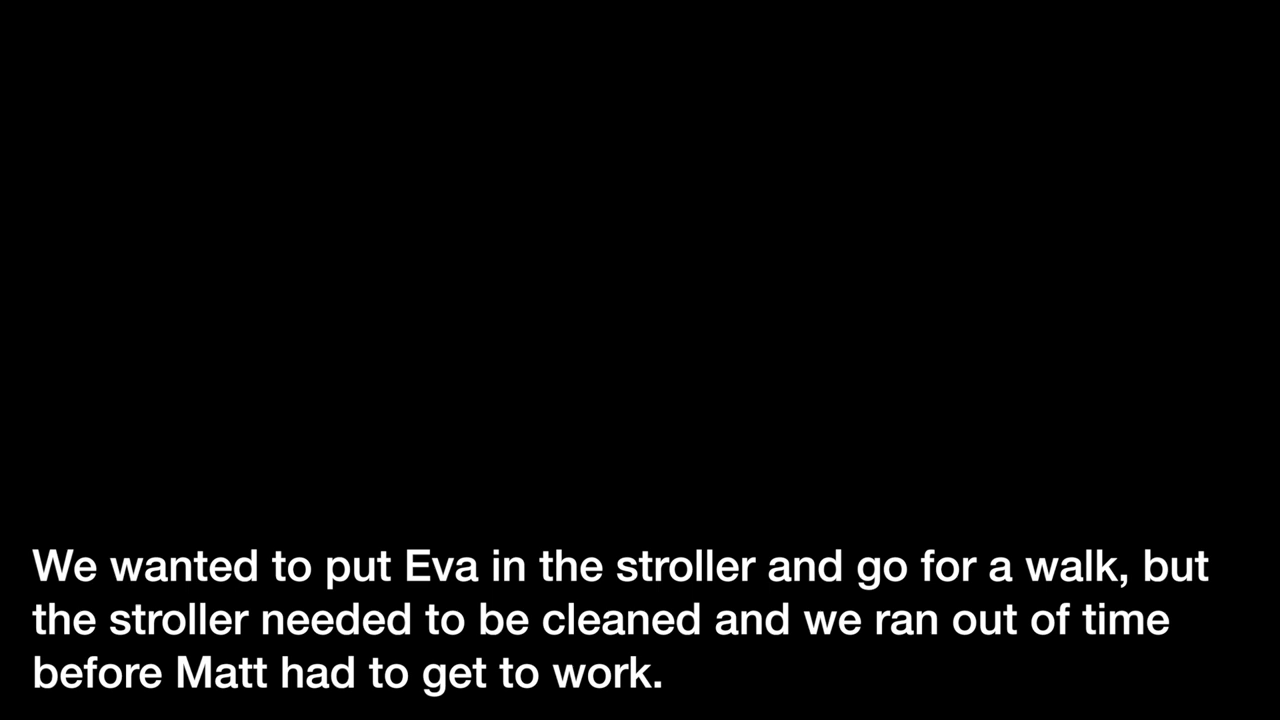 We wanted to put Eva in the stroller and go for a walk, but
the stroller needed to be cleaned and we ran out of time
before Matt had to get to work.